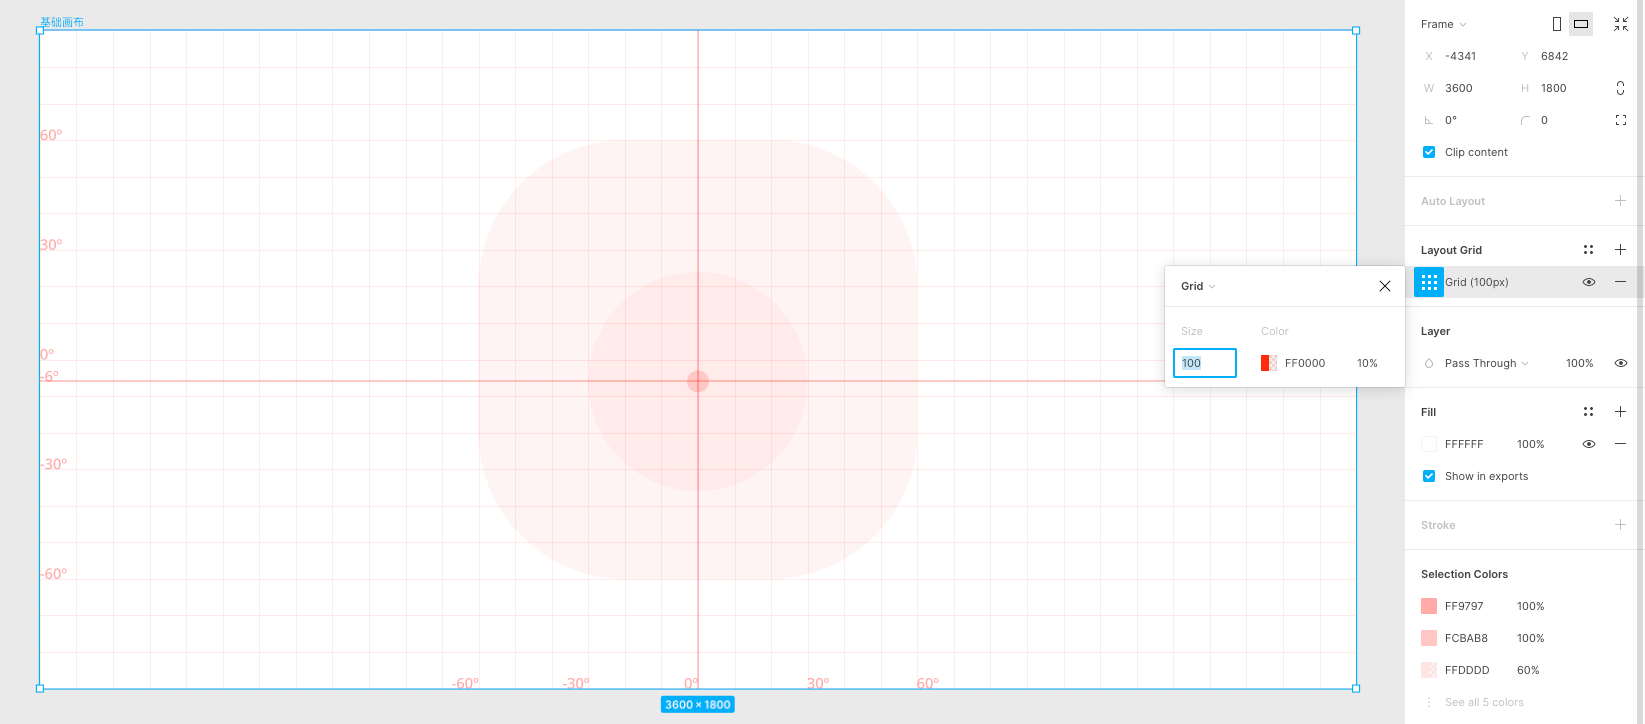 基础画布
60°
30°
0°
-6°
-30°
-60°
-60° -30° 0° 30° 60°
3600 × 1800
Grid
Size Color
100 FF0000 10%
Frame
X -4341 Y 6842
W 3600 H 1800
0° 0
Clip content
Auto Layout
Layout Grid
Grid (100px)
Layer
Pass Through 100%
Fill
FFFFFF 100%
Show in exports
Stroke
Selection Colors
FF9797 100%
FCBAB8 100%
FFDDDD 60%
See all 5 colors